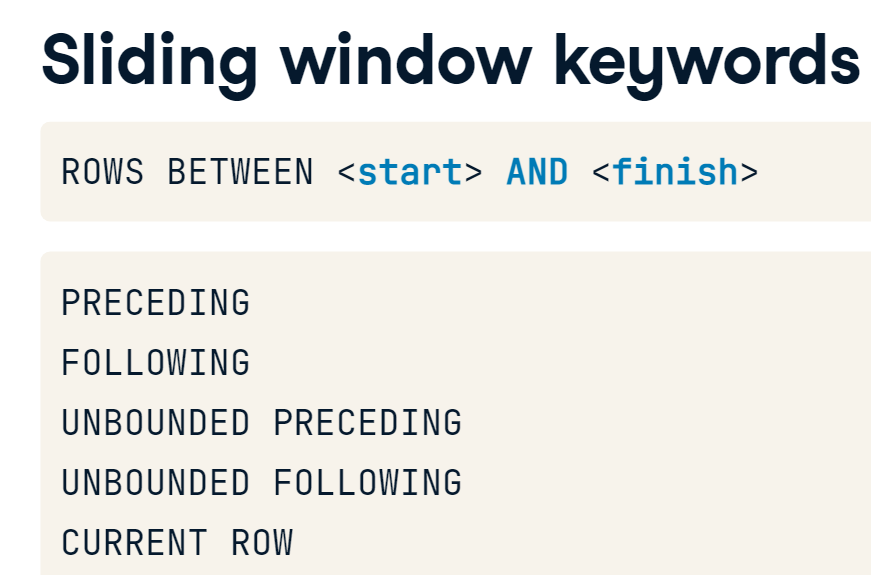 Sliding window keywords
ROWS BETWEEN <start> AND <finish>
PRECEDING
FOLLOWING
UNBOUNDED PRECEDING
UNBOUNDED FOLLOWING
CURRENT ROW